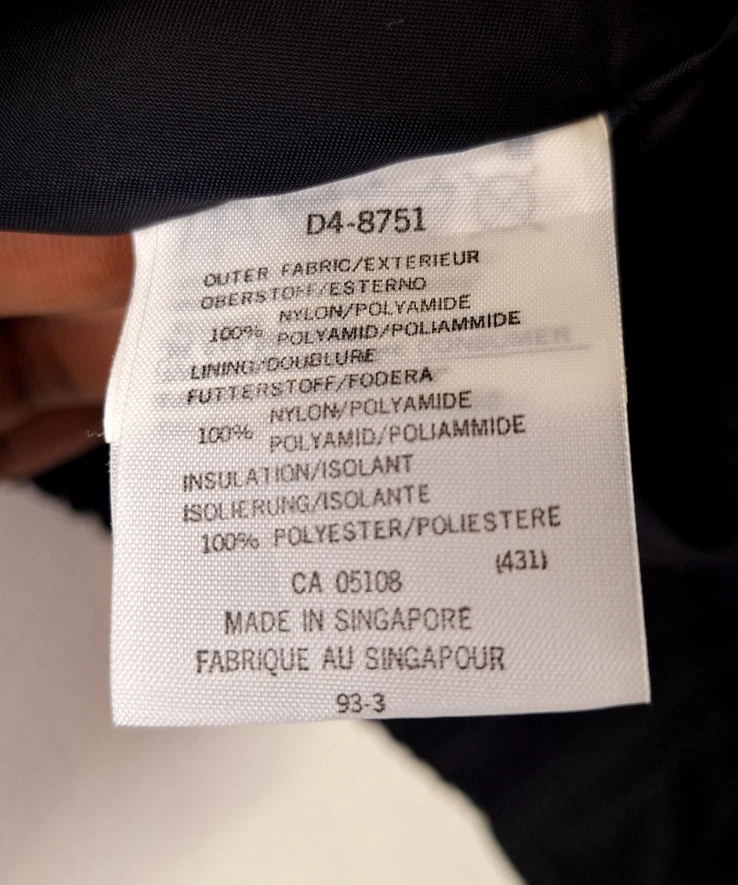 D4-8751
OUTER FABRIC/EXTERIEUR
OBERSTOFF/ESTERNO
100% NYLON/POLYAMIDE
POLYAMID/POLIAMMIDE
LINING/DOUBLURE
FUTTERSTOFF/FODERA
100% NYLON/POLYAMIDE
POLYAMID/POLIAMMIDE
INSULATION/ISOLANT
ISOLIERUNG/ISOLANTE
100% POLYESTER/POLIESTERE
(431)
CA 05108
MADE IN SINGAPORE
FABRIQUE AU SINGAPOUR
93-3